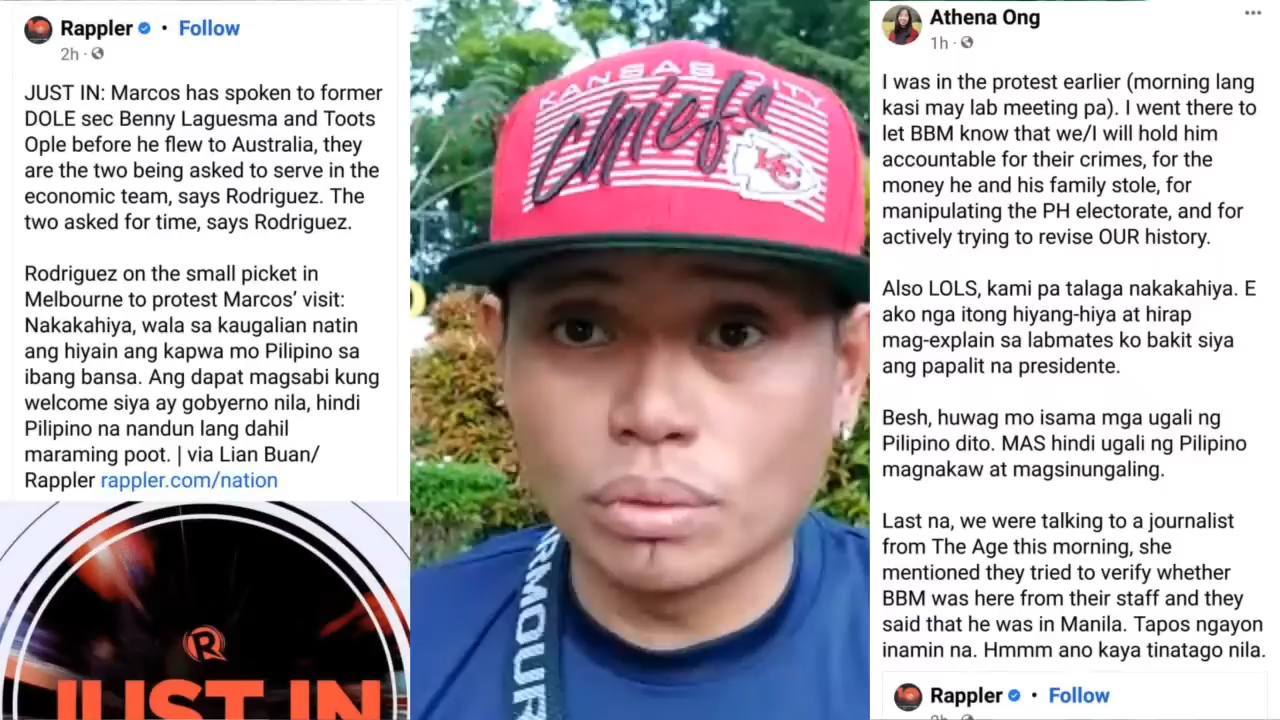 Rappler
Follow
2h
JUST IN: Marcos has spoken to former
DOLE sec Benny Laguesma and Toots
Ople before he flew to Australia, they
are the two being asked to serve in the
economic team, says Rodriguez. The
two asked for time, says Rodriguez.
Rodriguez on the small picket in
Melbourne to protest Marcos' visit:
Nakakahiya, wala sa kaugalian natin
ang hiyain ang kapwa mo Pilipino sa
ibang bansa. Ang dapat magsabi kung
welcome siya ay gobyerno nila, hindi
Pilipino na nandun lang dahil
maraming poot. | via Lian Buan/
Rappler rappler.com/nation
R
JUST IN
KANSAS CITY
Chiefs
KC
RMOUR
Athena Ong
1h
I was in the protest earlier (morning lang
kasi may lab meeting pa). I went there to
let BBM know that we/I will hold him
accountable for their crimes, for the
money he and his family stole, for
manipulating the PH electorate, and for
actively trying to revise OUR history.
Also LOLS, kami pa talaga nakakahiya. E
ako nga itong hiyang-hiya at hirap
mag-explain sa labmates ko bakit siya
ang papalit na presidente.
Besh, huwag mo isama mga ugali ng
Pilipino dito. MAS hindi ugali ng Pilipino
magnakaw at magsinungaling.
Last na, we were talking to a journalist
from The Age this morning, she
mentioned they tried to verify whether
BBM was here from their staff and they
said that he was in Manila. Tapos ngayon
inamin na. Hmmm ano kaya tinatago nila.
Rappler
Follow